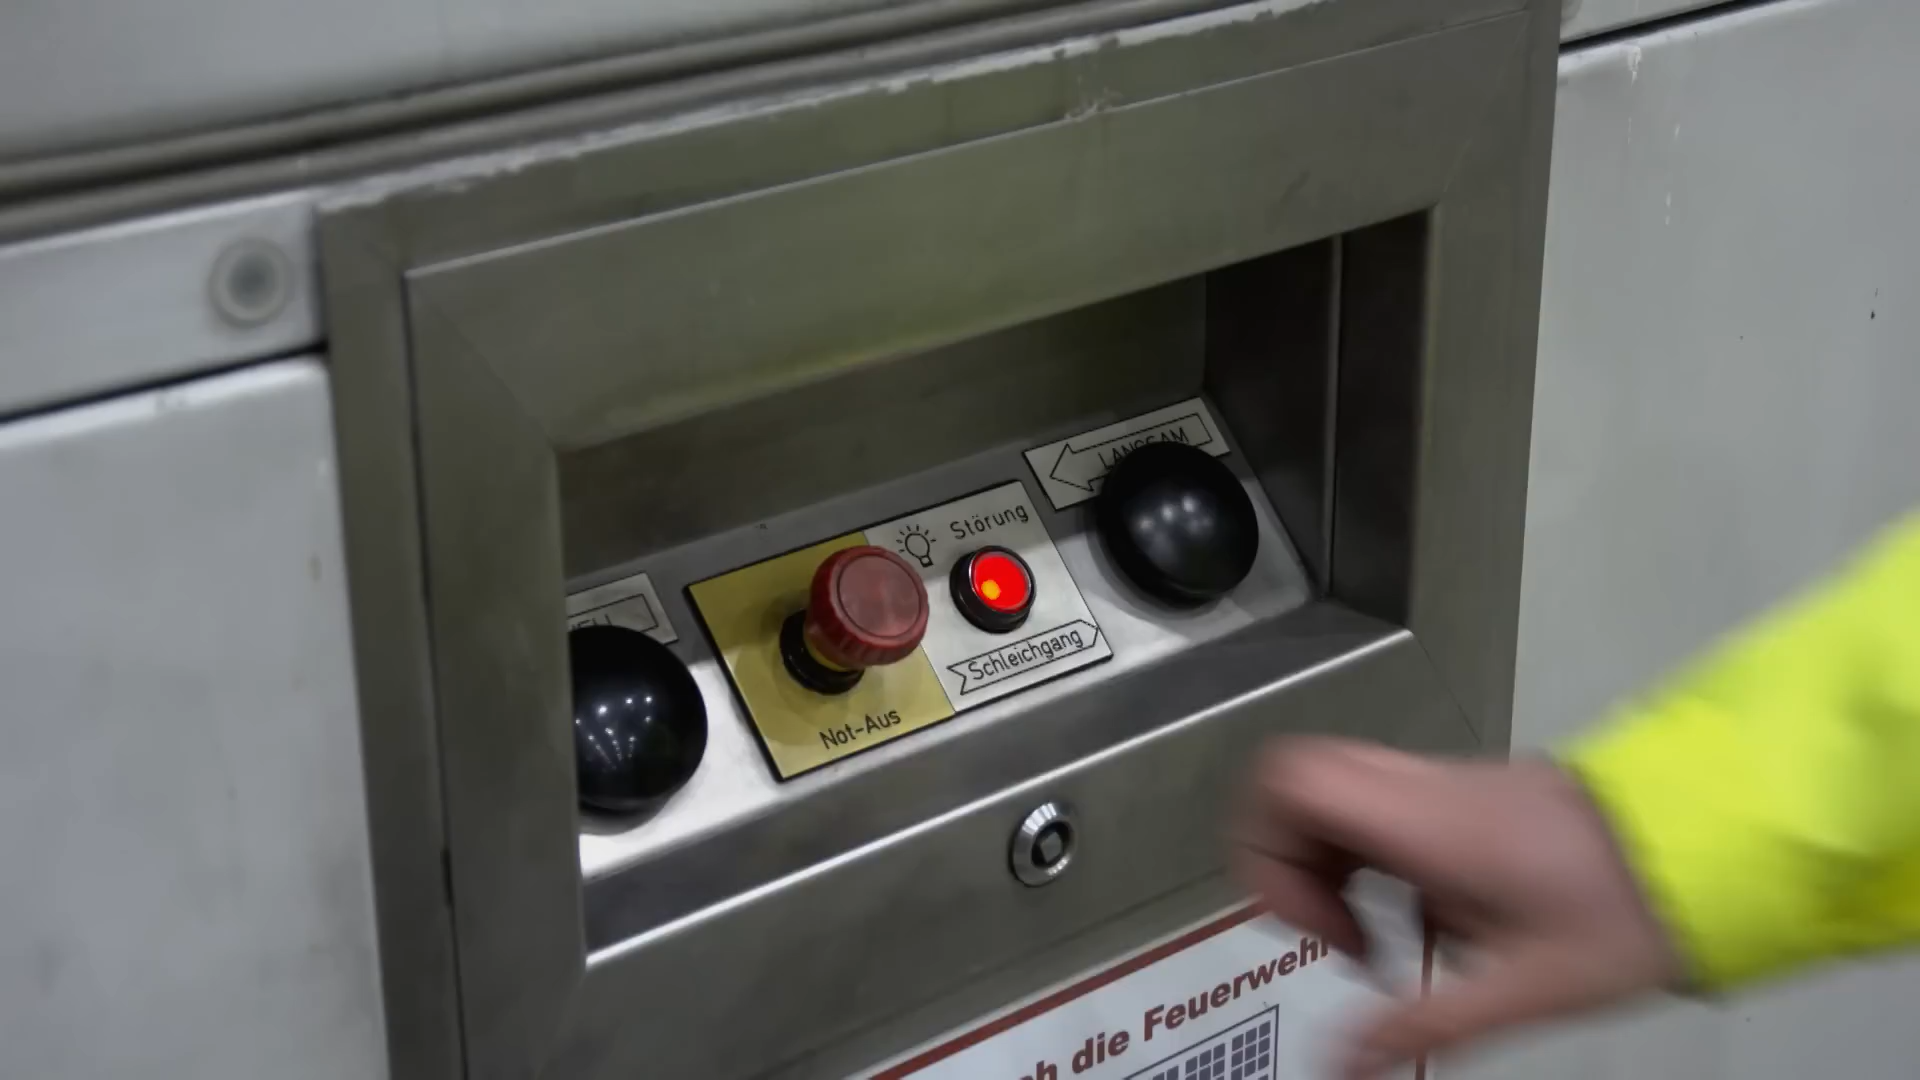 LANGSAM
Störung
Schleichgang
Not-Aus
die Feuerwehr